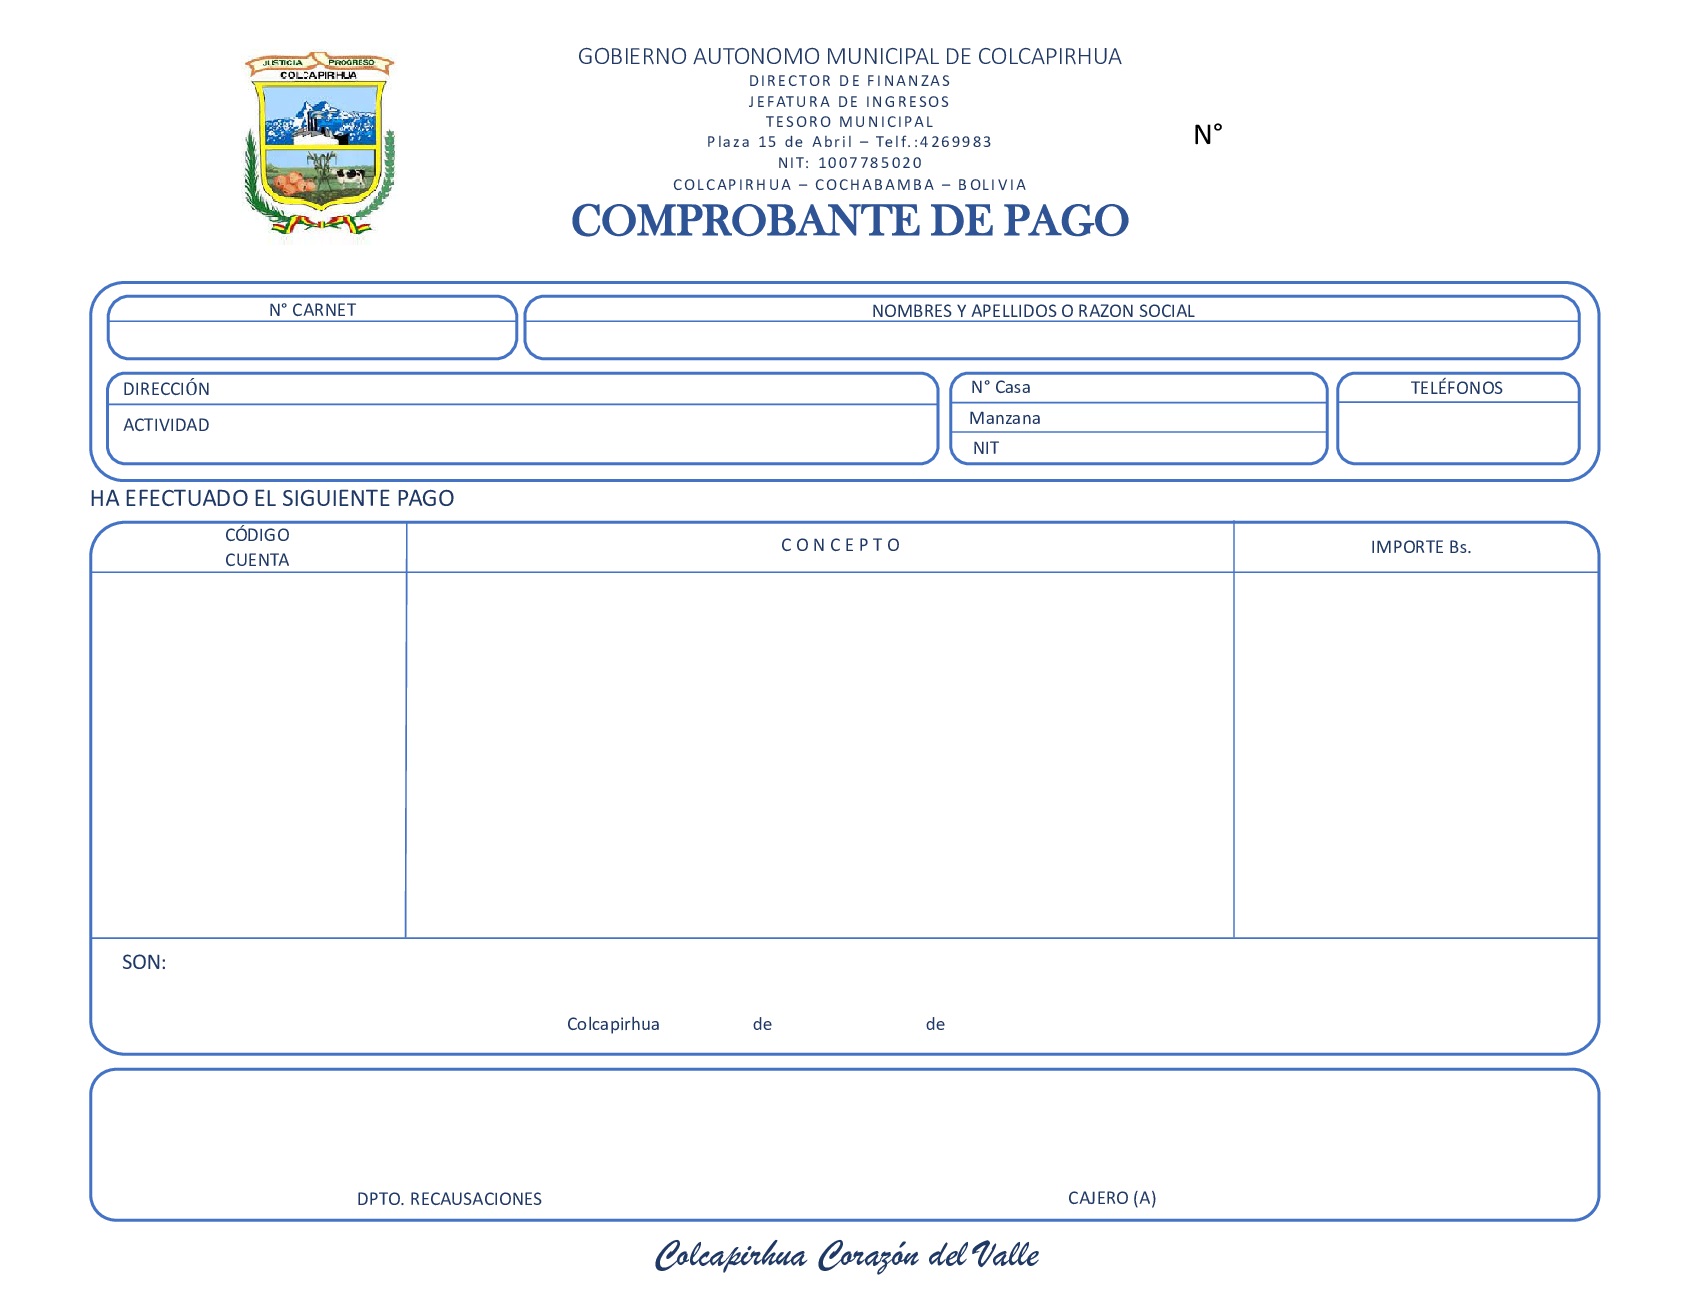 JUSTICIA PROGRESO
COLCAPIRHUA
GOBIERNO AUTONOMO MUNICIPAL DE COLCAPIRHUA
DIRECTOR DE FINANZAS
JEFATURA DE INGRESOS
TESORO MUNICIPAL
Plaza 15 de Abril – Telf.:4269983
NIT: 1007785020
COLCAPIRHUA – COCHABAMBA – BOLIVIA
N°
COMPROBANTE DE PAGO
N° CARNET
NOMBRES Y APELLIDOS O RAZON SOCIAL
DIRECCIÓN
ACTIVIDAD
N° Casa
Manzana
NIT
TELÉFONOS
HA EFECTUADO EL SIGUIENTE PAGO
CÓDIGO
CUENTA
CONCEPTO
IMPORTE Bs.
SON:
Colcapirhua de de
DPTO. RECAUSACIONES
CAJERO (A)
Colcapirhua Corazón del Valle